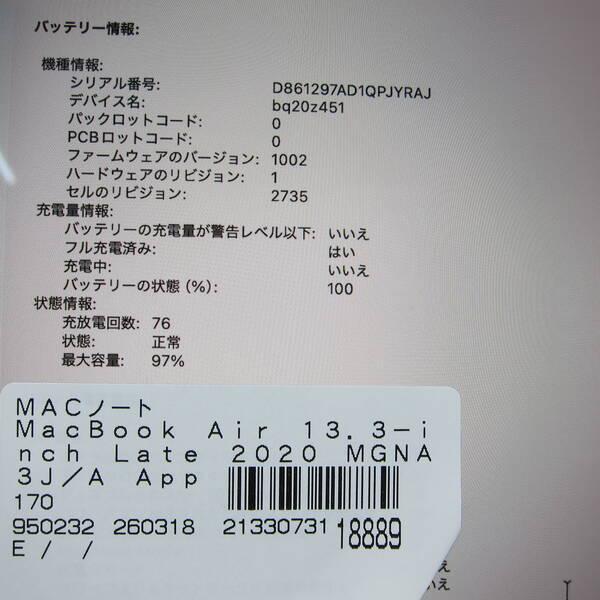 バッテリー情報:
機種情報:
シリアル番号: D861297AD1QPJYRAJ
デバイス名: bq20z451
パックロットコード: 0
PCBロットコード: 0
ファームウェアのバージョン: 1002
ハードウェアのリビジョン: 1
セルのリビジョン: 2735
充電量情報:
バッテリーの充電量が警告レベル以下: いいえ
フル充電済み: はい
充電中: いいえ
バッテリーの状態（%）: 100
状態情報:
充放電回数: 76
状態: 正常
最大容量: 97%
MACノート
MacBook Air 13.3-i
nch Late 2020 MGNA
3J/A App
170
950232 260318 21330731 18889
E / /
え
いえ